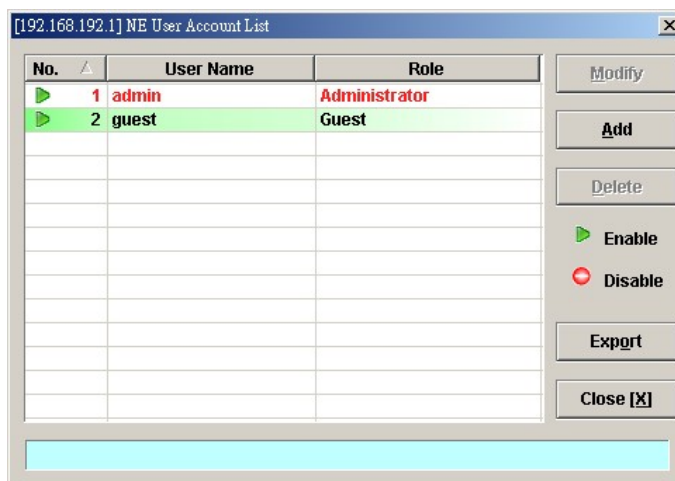 [192.168.192.1] NE User Account List
No. User Name Role
1 admin Administrator
2 guest Guest
Modify
Add
Delete
Enable
Disable
Export
Close [X]